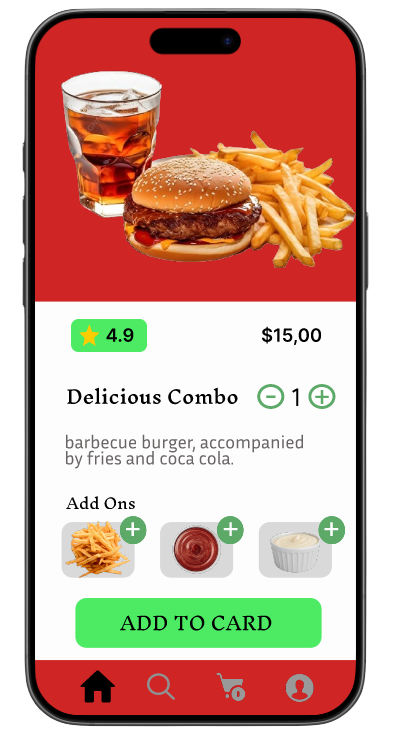 4.9
$15,00
Delicious Combo
1
barbecue burger, accompanied
by fries and coca cola.
Add Ons
ADD TO CARD
0